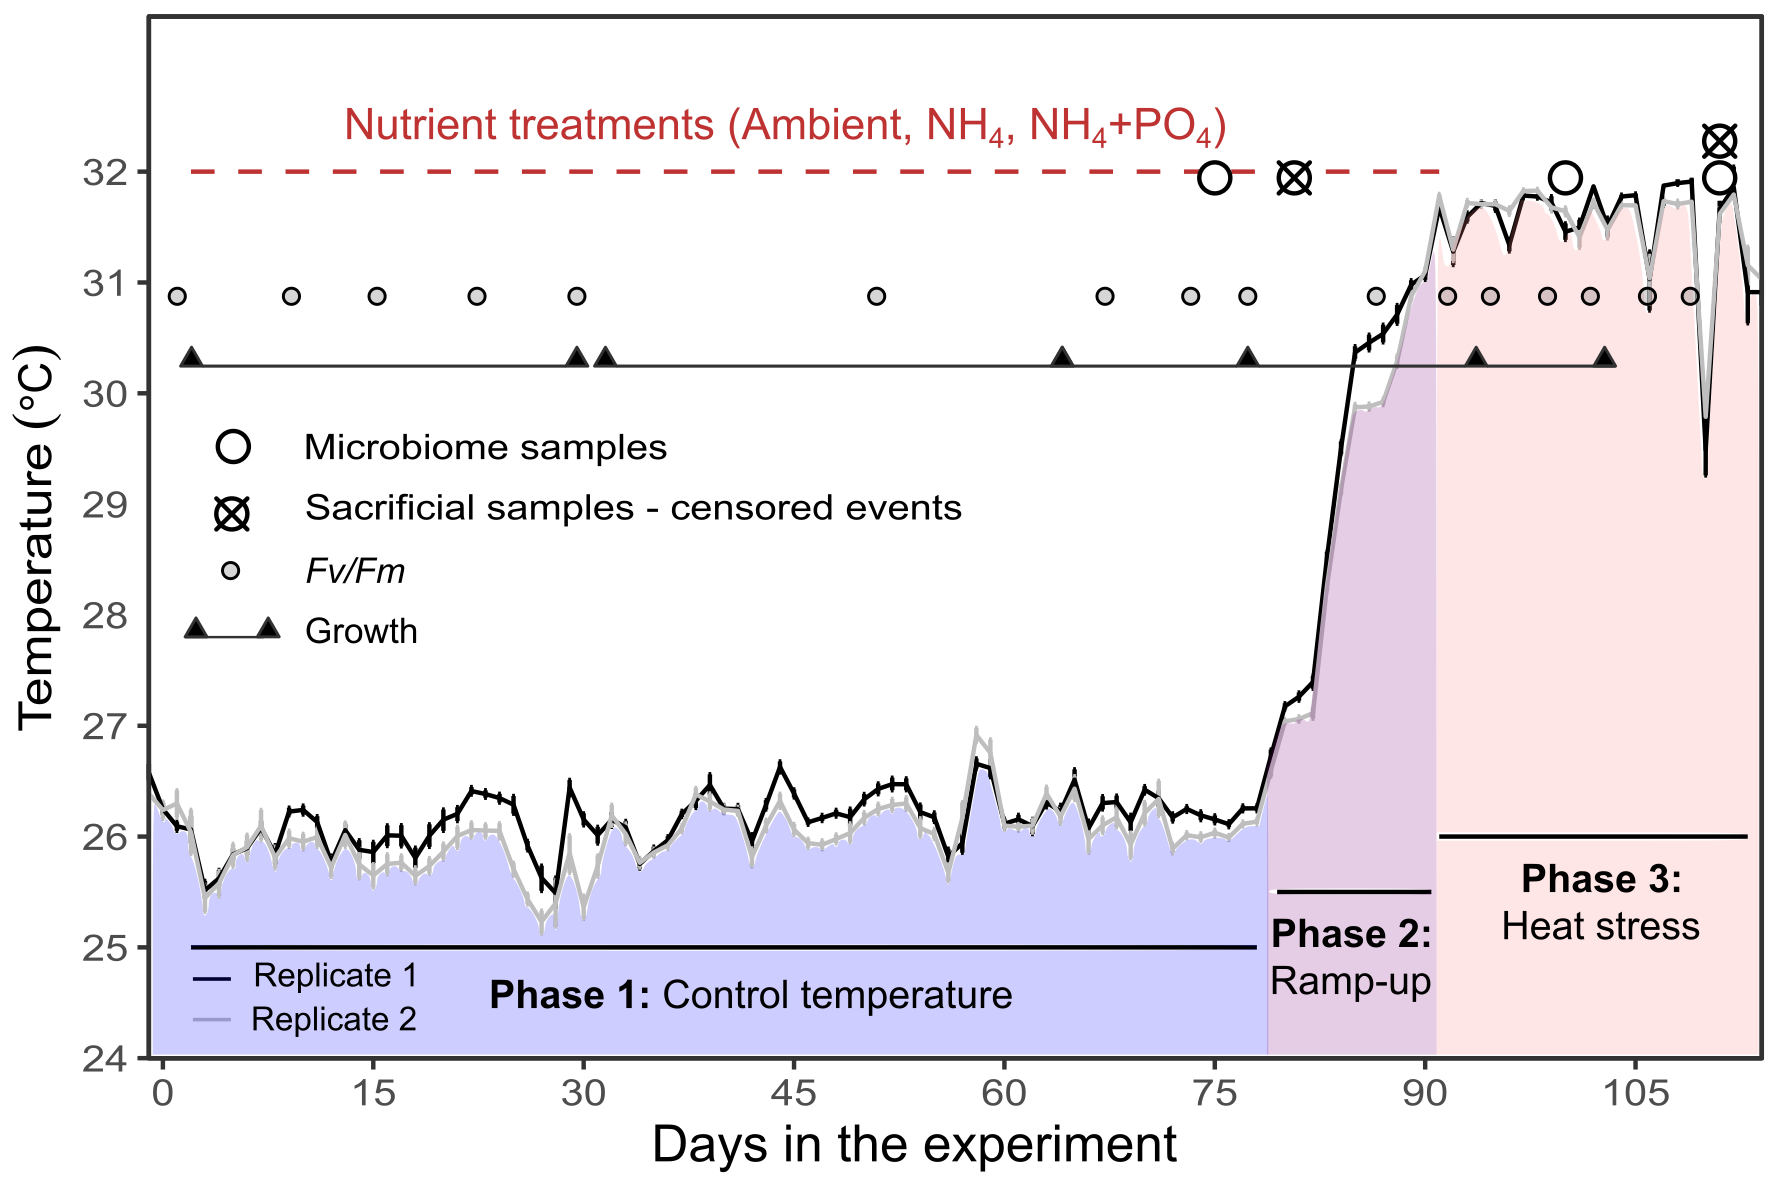 Nutrient treatments (Ambient, NH₄, NH₄+PO₄)
32
31
30
29
28
27
26
25
24
Temperature (°C)
Microbiome samples
Sacrificial samples - censored events
Fv/Fm
Growth
Phase 3:
Heat stress
Phase 2:
Ramp-up
Replicate 1
Replicate 2
Phase 1: Control temperature
0 15 30 45 60 75 90 105
Days in the experiment